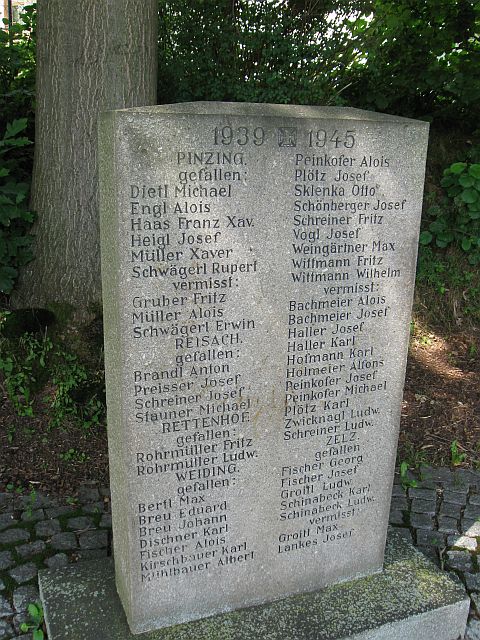 1939 1945
PINZING.
gefallen:
Dietl Michael
Engl Alois
Haas Franz Xav.
Heigl Josef
Müller Xaver
Schwägerl Rupert
vermisst:
Gruber Fritz
Müller Alois
Schwägerl Erwin
REISACH.
gefallen:
Brandl Anton
Preisser Josef
Schreiner Josef
Stauner Michael
RETTENHOF.
gefallen:
Rohrmüller Fritz
Rohrmüller Ludw.
WEIDING.
gefallen:
Bertl Max
Breu Eduard
Breu Johann
Dischner Karl
Fischer Alois
Kirschbauer Karl
Mühlbauer Albert
Peinkofer Alois
Plötz Josef
Sklenka Otto
Schönberger Josef
Schreiner Fritz
Vogl Josef
Weingärtner Max
Wittmann Fritz
Wittmann Wilhelm
vermisst:
Bachmeier Alois
Bachmeier Josef
Haller Josef
Haller Karl
Hofmann Karl
Holmeier Alfons
Peinkofer Josef
Peinkofer Michael
Plötz Karl
Zwicknagl Ludw.
Schreiner Ludw.
ZELZ.
gefallen:
Fischer Georg
Fischer Josef
Groitl Ludw.
Schinabeck Karl
Schinabeck Ludw.
vermisst:
Groitl Max
Lankes Josef